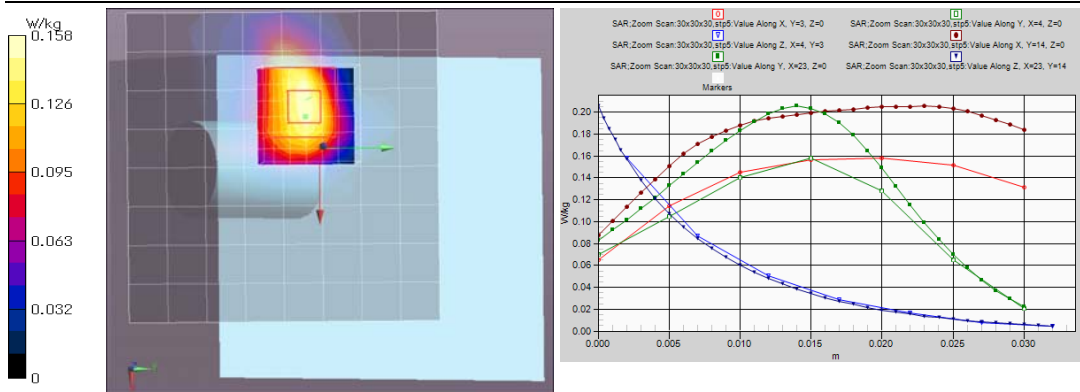 W/kg
0.158
0.126
0.095
0.063
0.032
0
SAR;Zoom Scan:30x30x30,stp5:Value Along X, Y=3, Z=0
SAR;Zoom Scan:30x30x30,stp5:Value Along Y, X=4, Z=0
SAR;Zoom Scan:30x30x30,stp5:Value Along Z, X=4, Y=3
SAR;Zoom Scan:30x30x30,stp5:Value Along X, Y=14, Z=0
SAR;Zoom Scan:30x30x30,stp5:Value Along Y, X=23, Z=0
SAR;Zoom Scan:30x30x30,stp5:Value Along Z, X=23, Y=14
Markers
W/kg
0.20
0.18
0.16
0.14
0.12
0.10
0.08
0.06
0.04
0.02
0.00
0.000 0.005 0.010 0.015 0.020 0.025 0.030
m